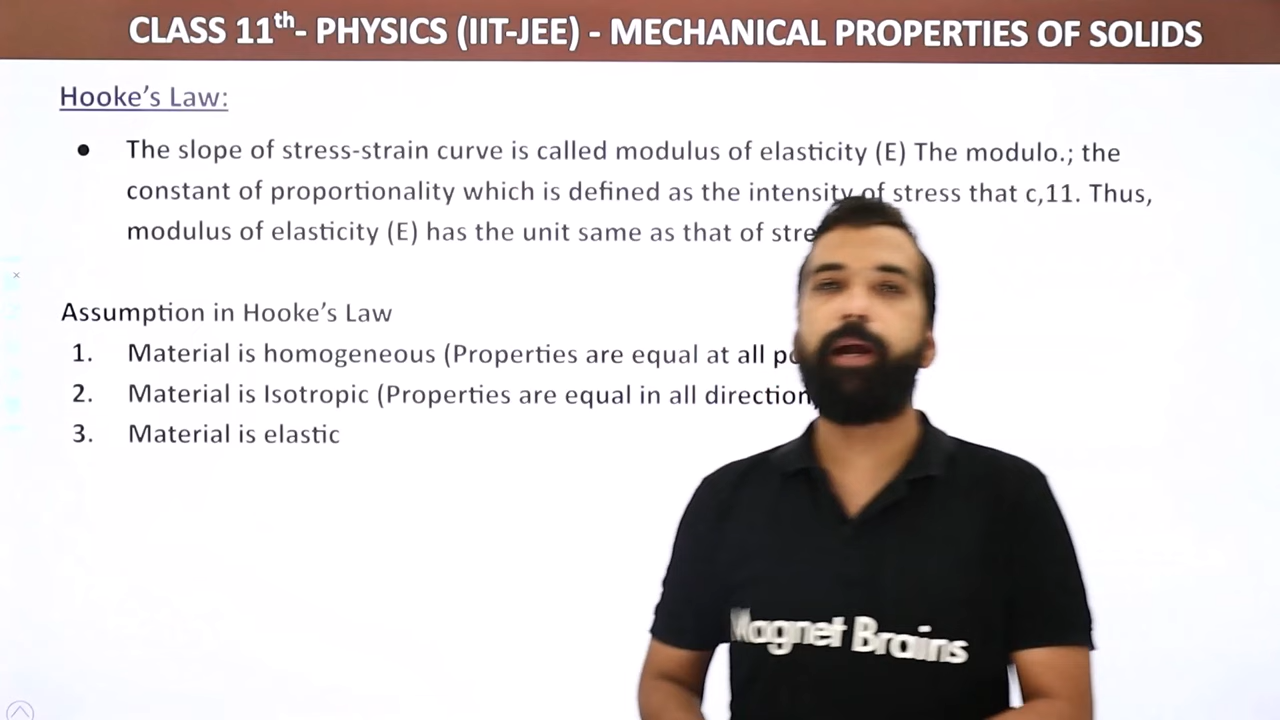 CLASS 11th- PHYSICS (IIT-JEE) - MECHANICAL PROPERTIES OF SOLIDS
Hooke's Law:
● The slope of stress-strain curve is called modulus of elasticity (E) The modulo.; the
constant of proportionality which is defined as the intensity of stress that c,11. Thus,
modulus of elasticity (E) has the unit same as that of
Assumption in Hooke's Law
1. Material is homogeneous (Properties are equal at all
2. Material is Isotropic (Properties are equal in all direction
3. Material is elastic
Magnet Brains